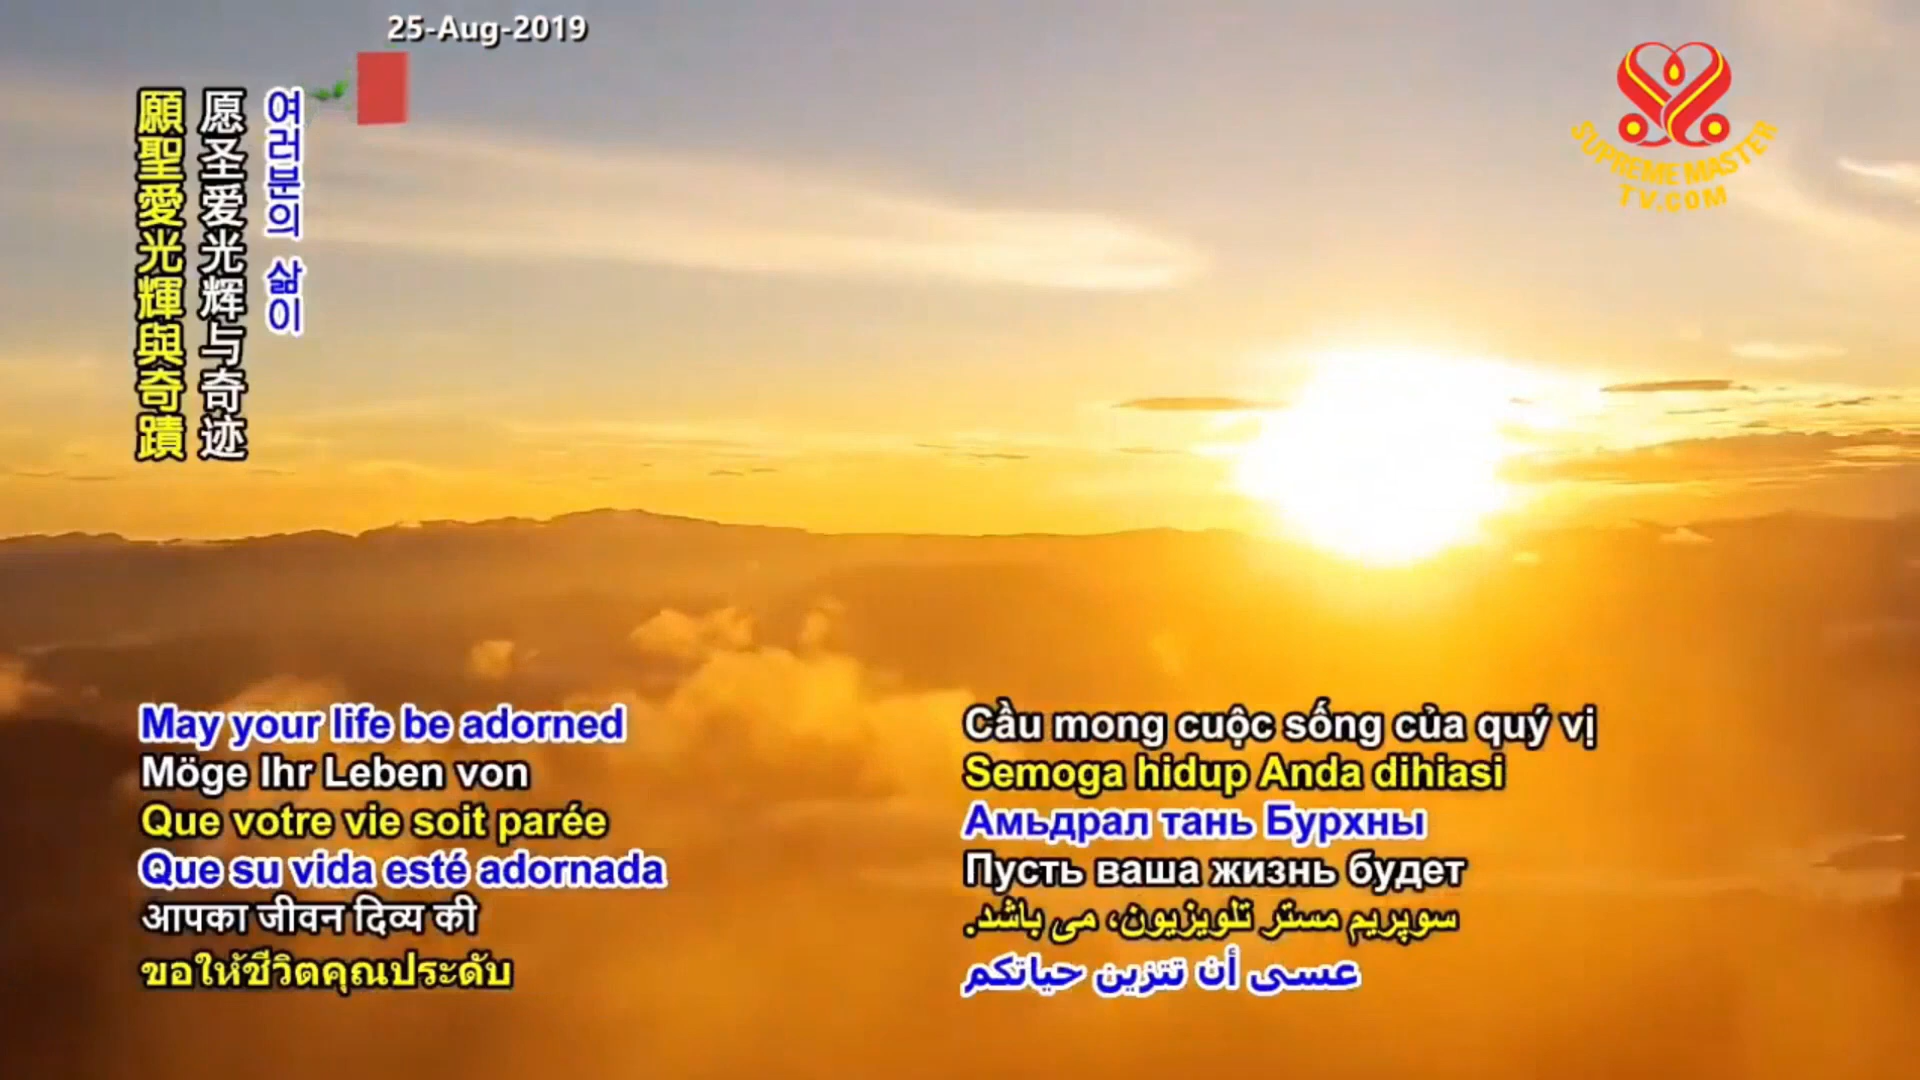 25-Aug-2019
여러분의 삶이
愿圣爱光辉与奇迹
願聖愛光輝與奇蹟
SUPREME MASTER
TV.COM
May your life be adorned
Möge Ihr Leben von
Que votre vie soit parée
Que su vida esté adornada
आपका जीवन दिव्य की
ขอให้ชีวิตคุณประดับ
Cầu mong cuộc sống của quý vị
Semoga hidup Anda dihiasi
Амьдрал тань Бурхны
Пусть ваша жизнь будет
سوپریم مستر تلویزیون، می باشد.
عسى أن تتزين حياتكم